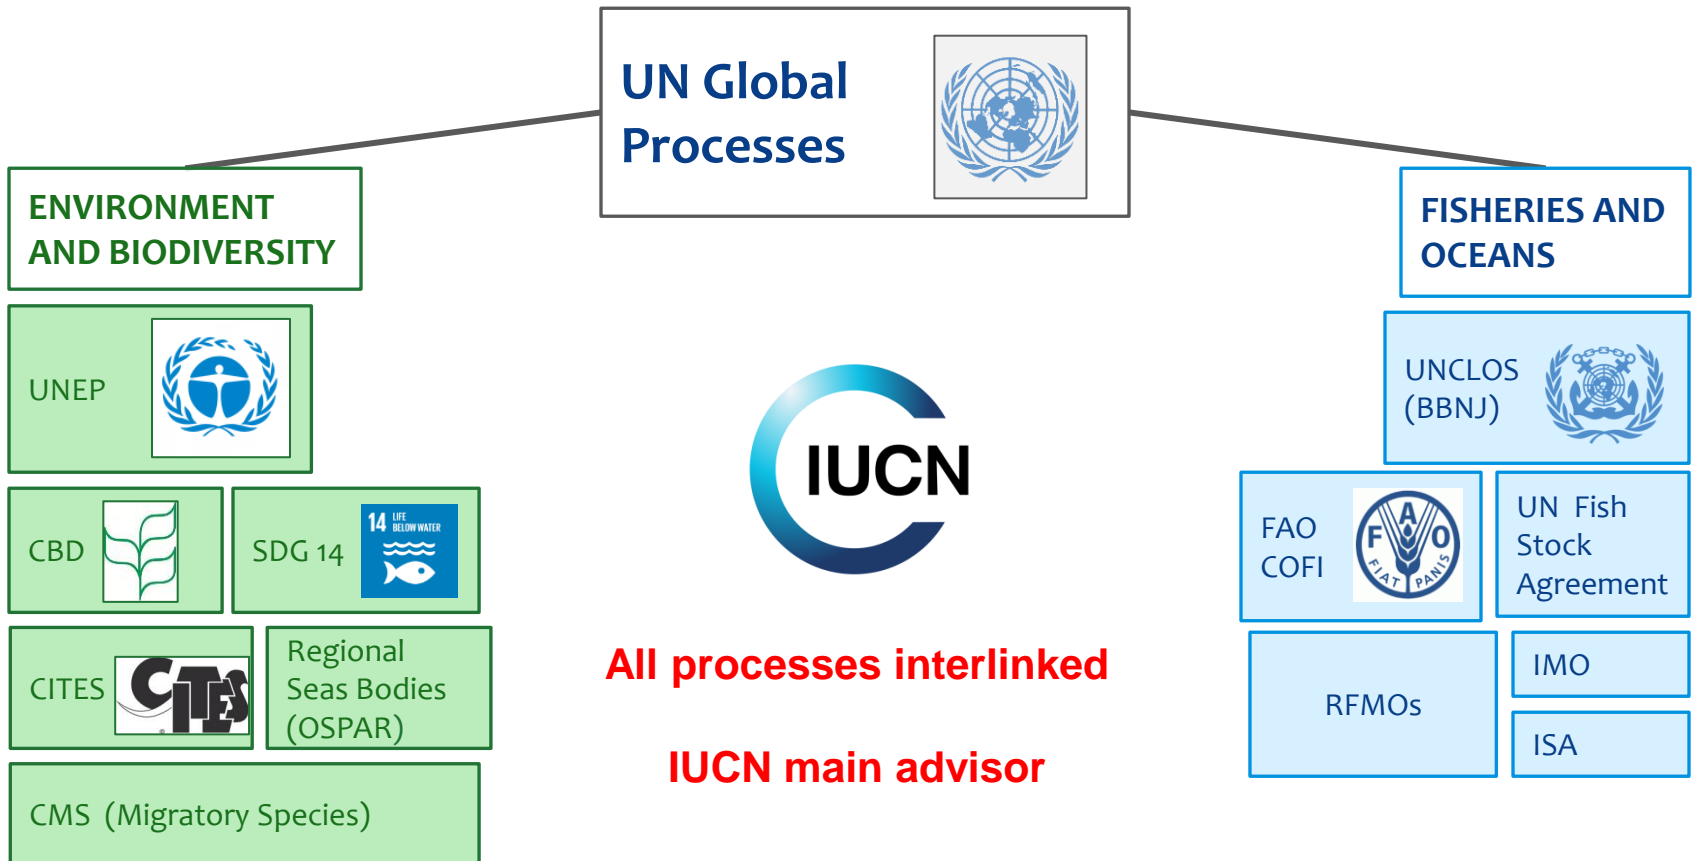 UN Global
Processes
ENVIRONMENT
AND BIODIVERSITY
FISHERIES AND
OCEANS
UNEP
CBD
SDG 14
14 LIFE
BELOW WATER
CITES
CITES
®
Regional
Seas Bodies
(OSPAR)
CMS (Migratory Species)
IUCN
All processes interlinked
IUCN main advisor
UNCLOS
(BBNJ)
FAO
COFI
F A O
FIAT PANIS
UN Fish
Stock
Agreement
RFMOs
IMO
ISA